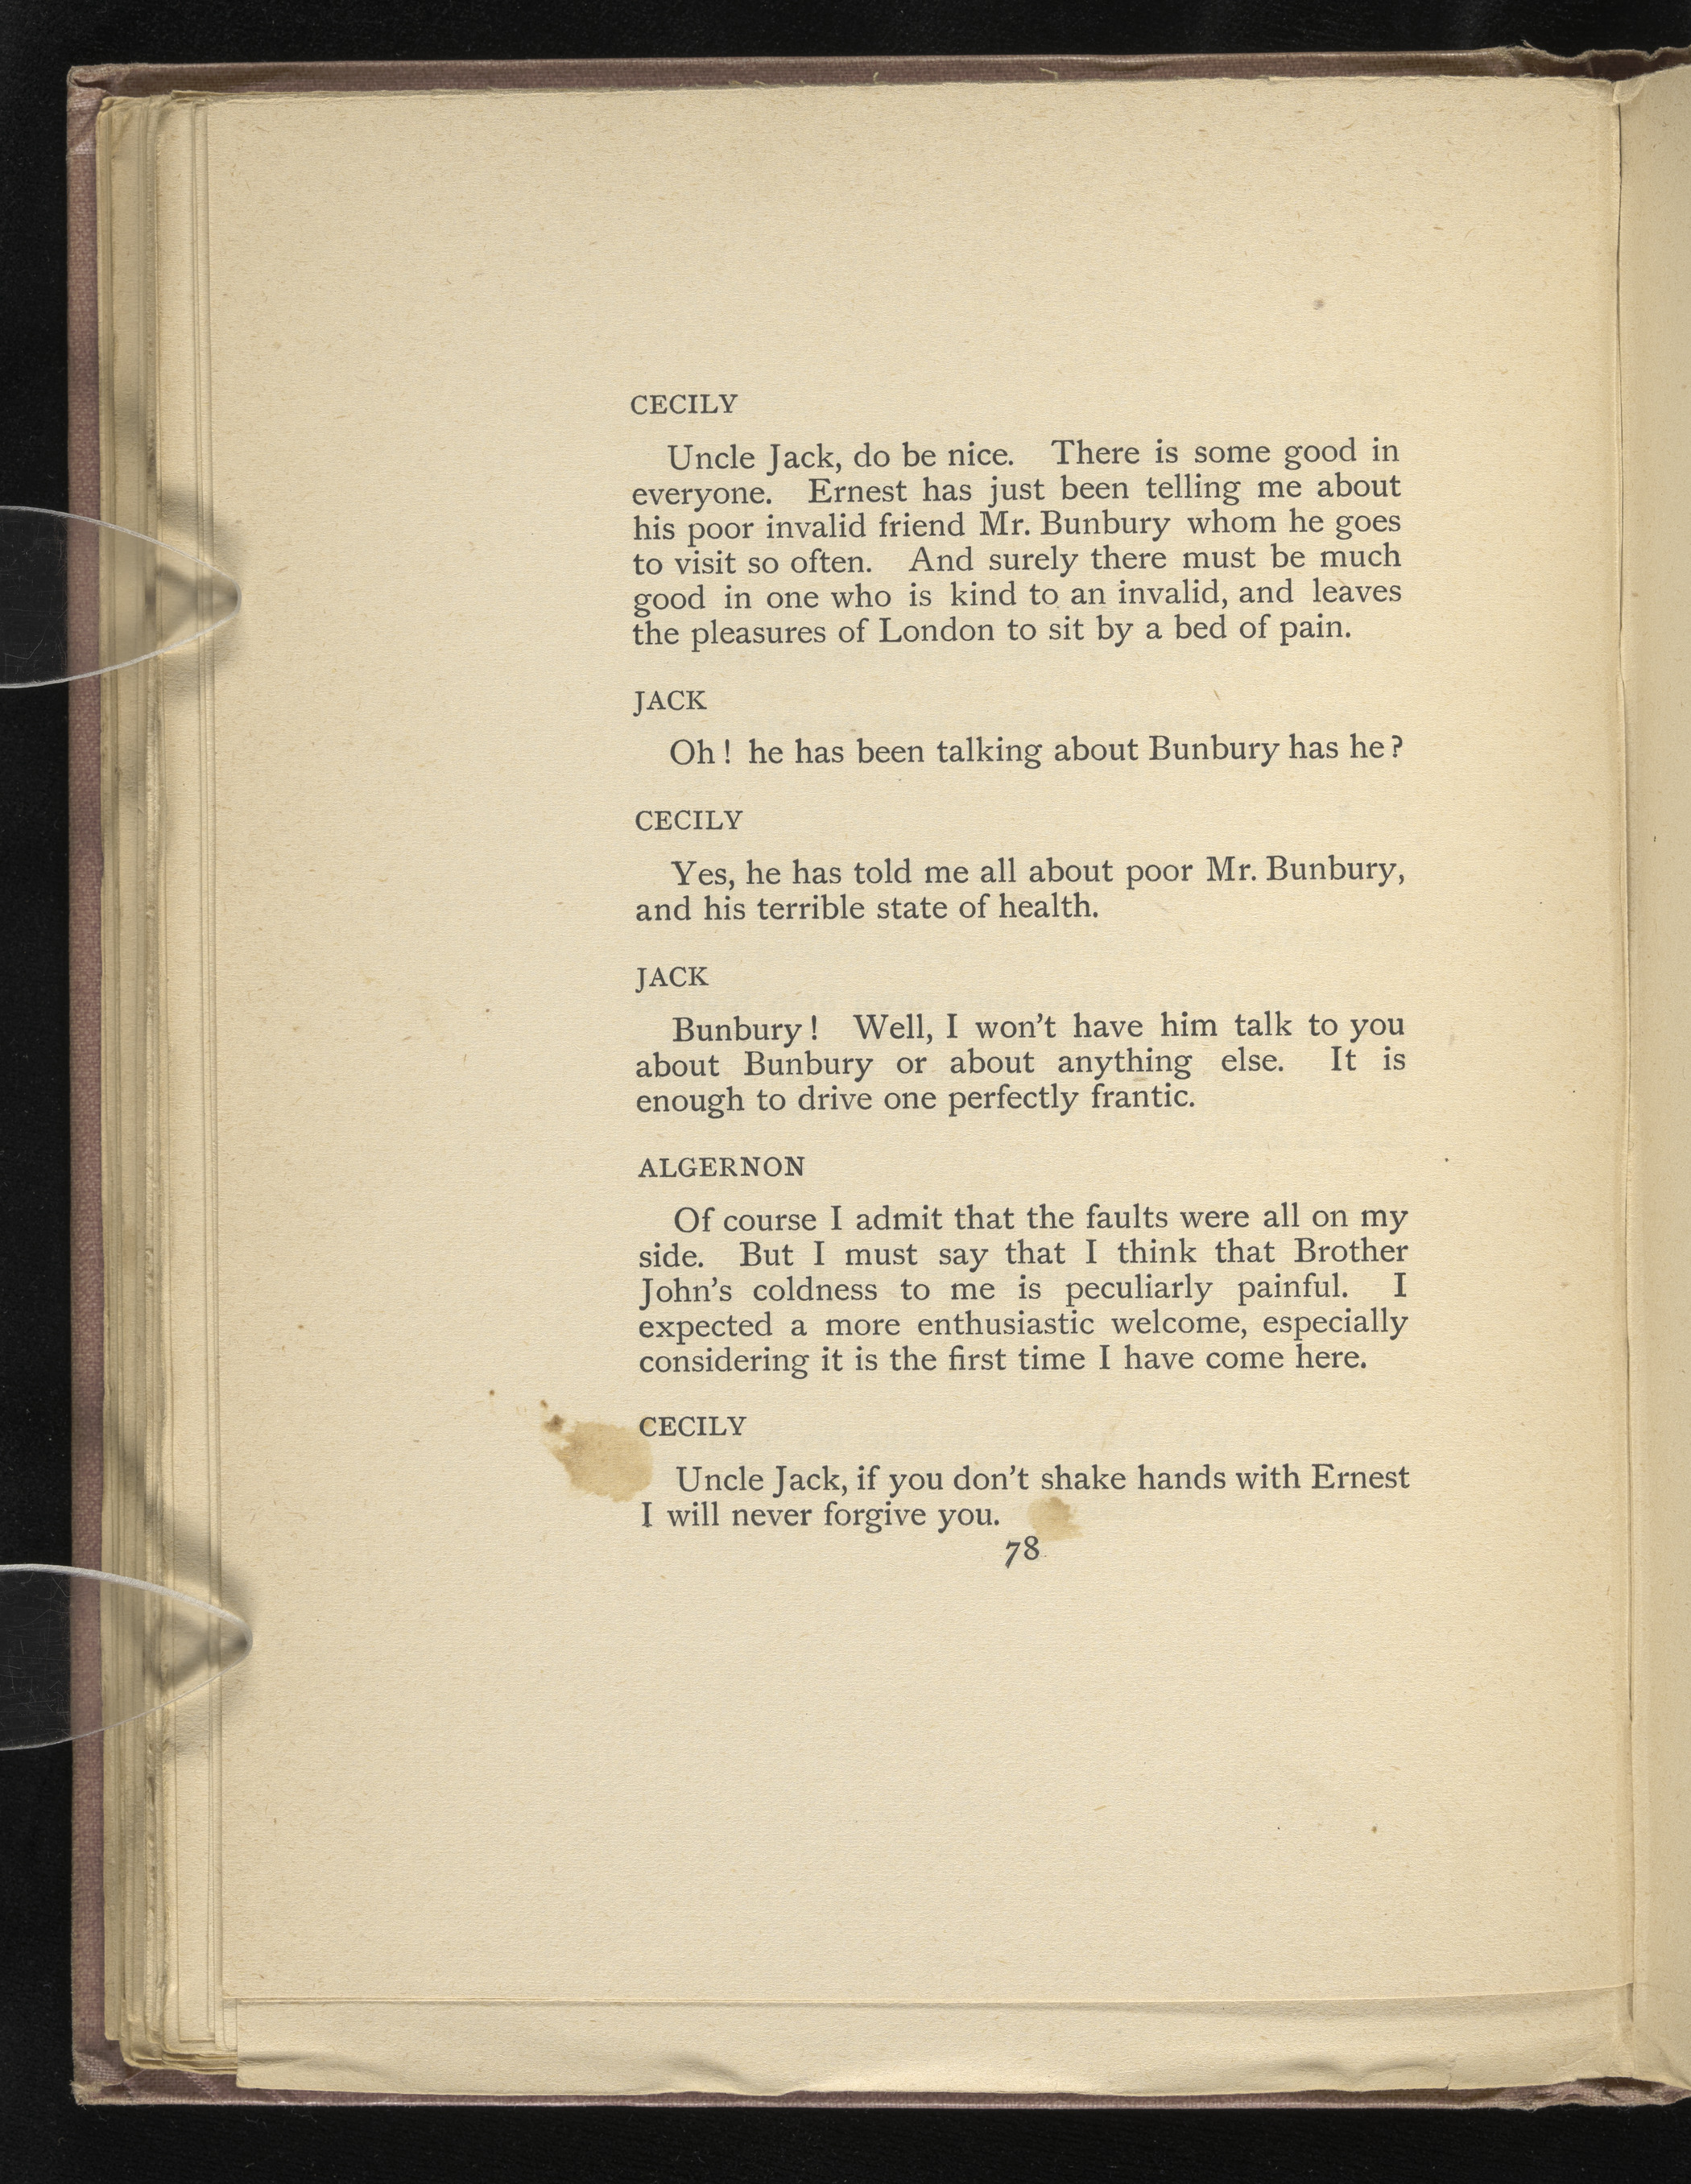 CECILY
Uncle Jack, do be nice. There is some good in
everyone. Ernest has just been telling me about
his poor invalid friend Mr. Bunbury whom he goes
to visit so often. And surely there must be much
good in one who is kind to an invalid, and leaves
the pleasures of London to sit by a bed of pain.
JACK
Oh! he has been talking about Bunbury has he?
CECILY
Yes, he has told me all about poor Mr. Bunbury,
and his terrible state of health.
JACK
Bunbury! Well, I won't have him talk to you
about Bunbury or about anything else. It is
enough to drive one perfectly frantic.
ALGERNON
Of course I admit that the faults were all on my
side. But I must say that I think that Brother
John's coldness to me is peculiarly painful. I
expected a more enthusiastic welcome, especially
considering it is the first time I have come here.
CECILY
Uncle Jack, if you don't shake hands with Ernest
I will never forgive you.
78